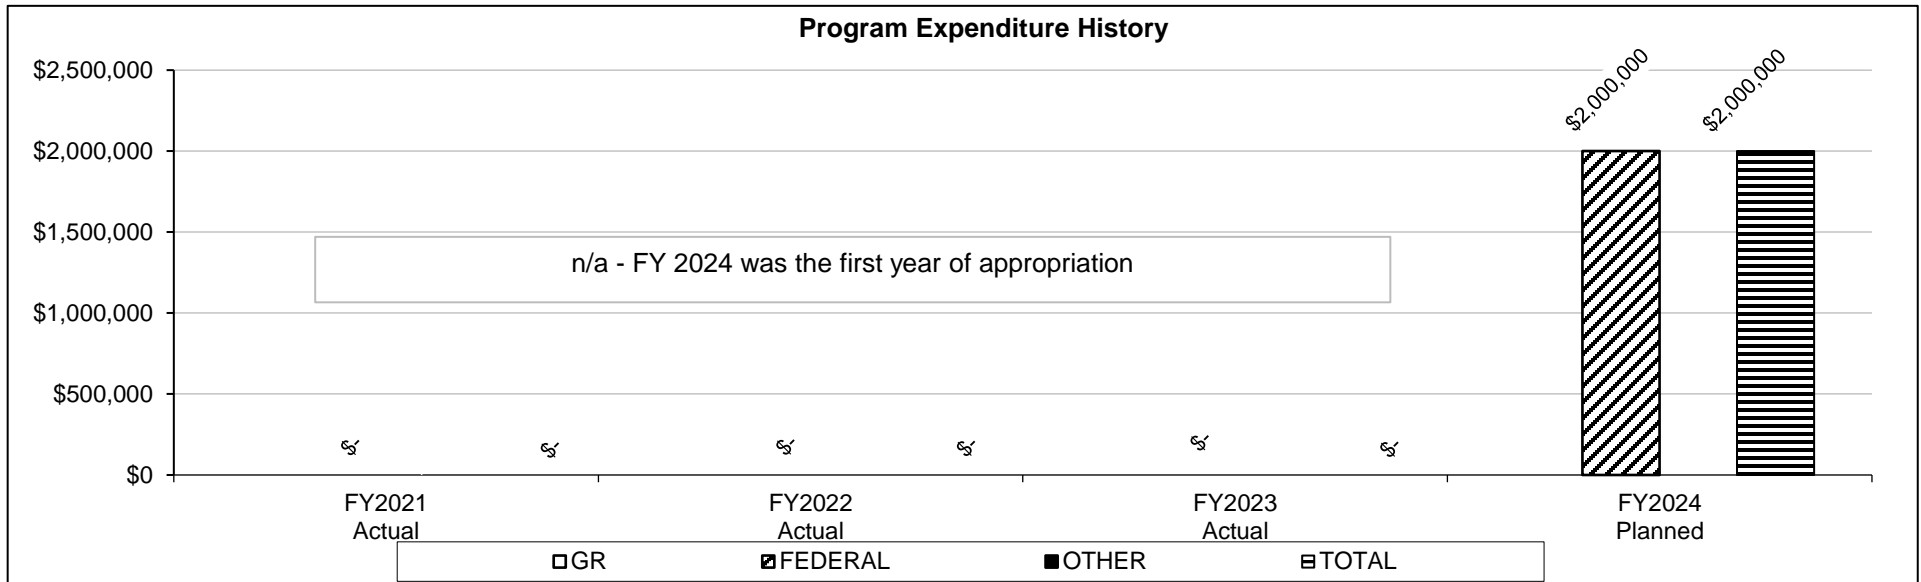 Program Expenditure History
$2,500,000
$2,000,000
$1,500,000
$1,000,000
$500,000
$0
$2,000,000
$2,000,000
n/a - FY 2024 was the first year of appropriation
$-
$-
$-
$-
$-
$-
FY2021
Actual
FY2022
Actual
FY2023
Actual
FY2024
Planned
GR FEDERAL OTHER TOTAL